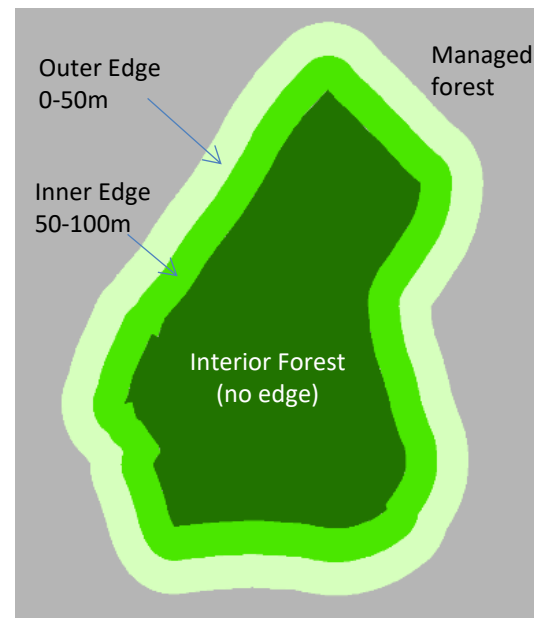 Outer Edge
0-50m
Managed
forest
Inner Edge
50-100m
Interior Forest
(no edge)